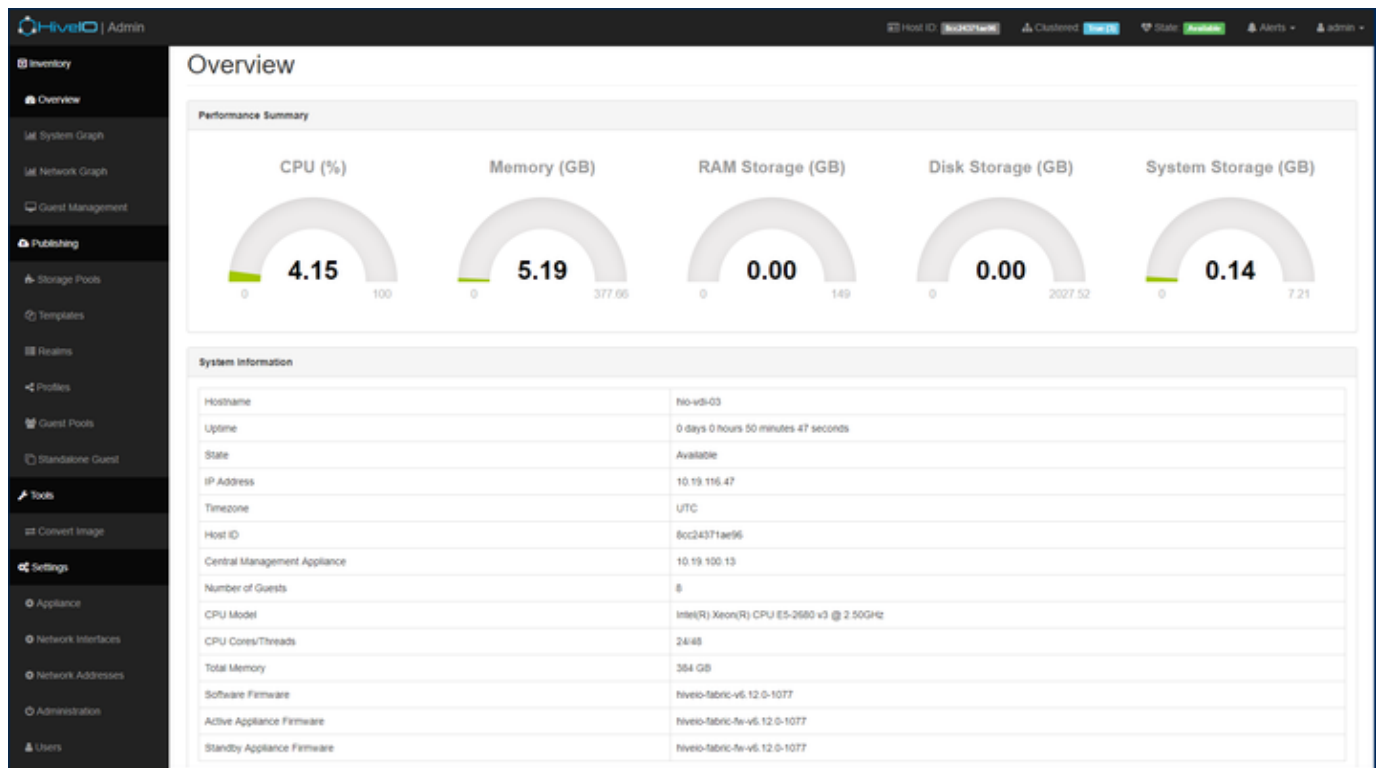 HiveIO | Admin
Host ID: 8cc24371ae96 Clustered: True (3) State: Available Alerts admin
Inventory
Overview
System Graph
Network Graph
Guest Management
Publishing
Storage Pools
Templates
Realms
Profiles
Guest Pools
Standalone Guest
Tools
Convert Image
Settings
Appliance
Network Interfaces
Network Addresses
Administration
Users
Overview
Performance Summary
CPU (%) Memory (GB) RAM Storage (GB) Disk Storage (GB) System Storage (GB)
4.15 5.19 0.00 0.00 0.14
0 100 0 377.66 0 149 0 2027.52 0 7.21
System Information
Hostname hio-vdi-03
Uptime 0 days 0 hours 50 minutes 47 seconds
State Available
IP Address 10.19.116.47
Timezone UTC
Host ID 8cc24371ae96
Central Management Appliance 10.19.100.13
Number of Guests 8
CPU Model Intel(R) Xeon(R) CPU E5-2680 v3 @ 2.50GHz
CPU Cores/Threads 24/48
Total Memory 384 GB
Software Firmware hiveio-fabric-v6.12.0-1077
Active Appliance Firmware hiveio-fabric-fw-v6.12.0-1077
Standby Appliance Firmware hiveio-fabric-fw-v6.12.0-1077